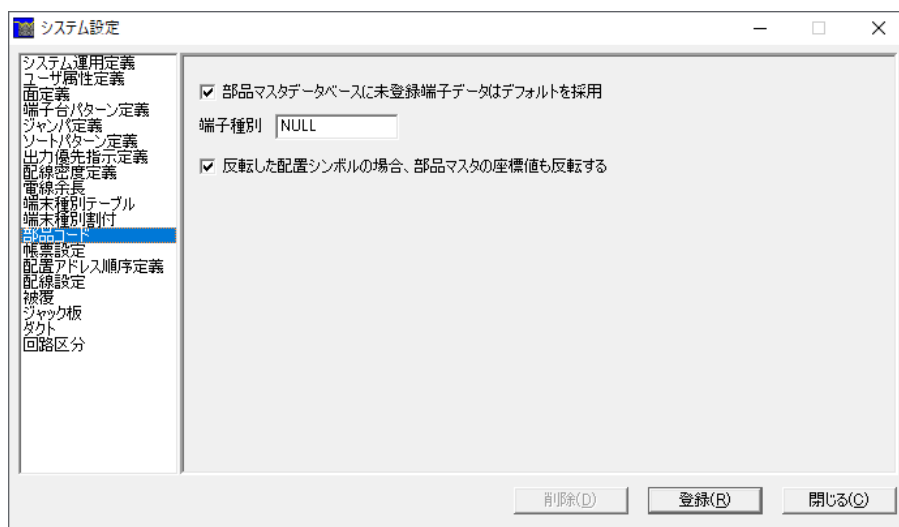 システム設定
システム運用定義
ユーザ属性定義
面定義
端子台パターン定義
ジャンパ定義
ソートパターン定義
出力優先指示定義
配線密度定義
電線余長
端末種別テーブル
端末種別割付
部品コード
帳票設定
配置アドレス順序定義
配線設定
被覆
ジャック板
ダクト
回路区分
部品マスタデータベースに未登録端子データはデフォルトを採用
端子種別 NULL
反転した配置シンボルの場合、部品マスタの座標値も反転する
削除(D) 登録(R) 閉じる(C)